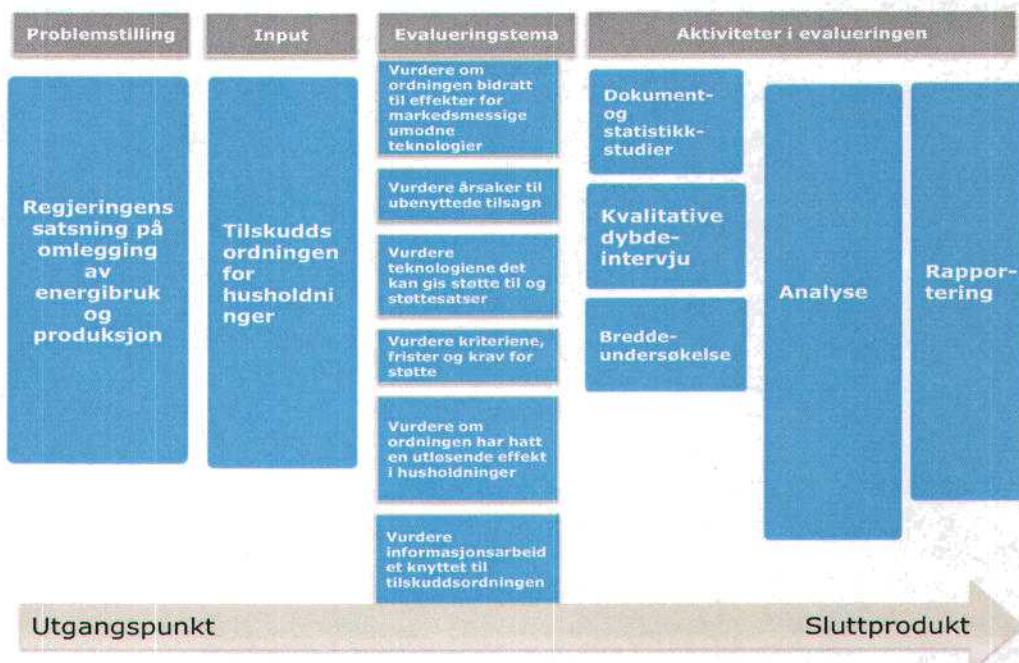 Problemstilling
Input
Evalueringstema
Aktiviteter i evalueringen
Regjeringens
satsning på
omlegging
av
energibruk
og
produksjon
Tilskudds
ordningen
for
husholdni
nger
Vurdere om
ordningen bidratt
til effekter for
markedsmessige
umodne
teknologier
Vurdere årsaker til
ubenyttede tilsagn
Vurdere
teknologiene det
kan gis støtte til og
støttesatser
Vurdere kriteriene,
frister og krav for
støtte
Vurdere om
ordningen har hatt
en utløsende effekt
i husholdninger
Vurdere
informasjonsarbeid
et knyttet til
tilskuddsordningen
Dokument-
og
statistikk-
studier
Kvalitative
dybde-
intervju
Bredde-
undersøkelse
Analyse
Rappor-
tering
Utgangspunkt
Sluttprodukt